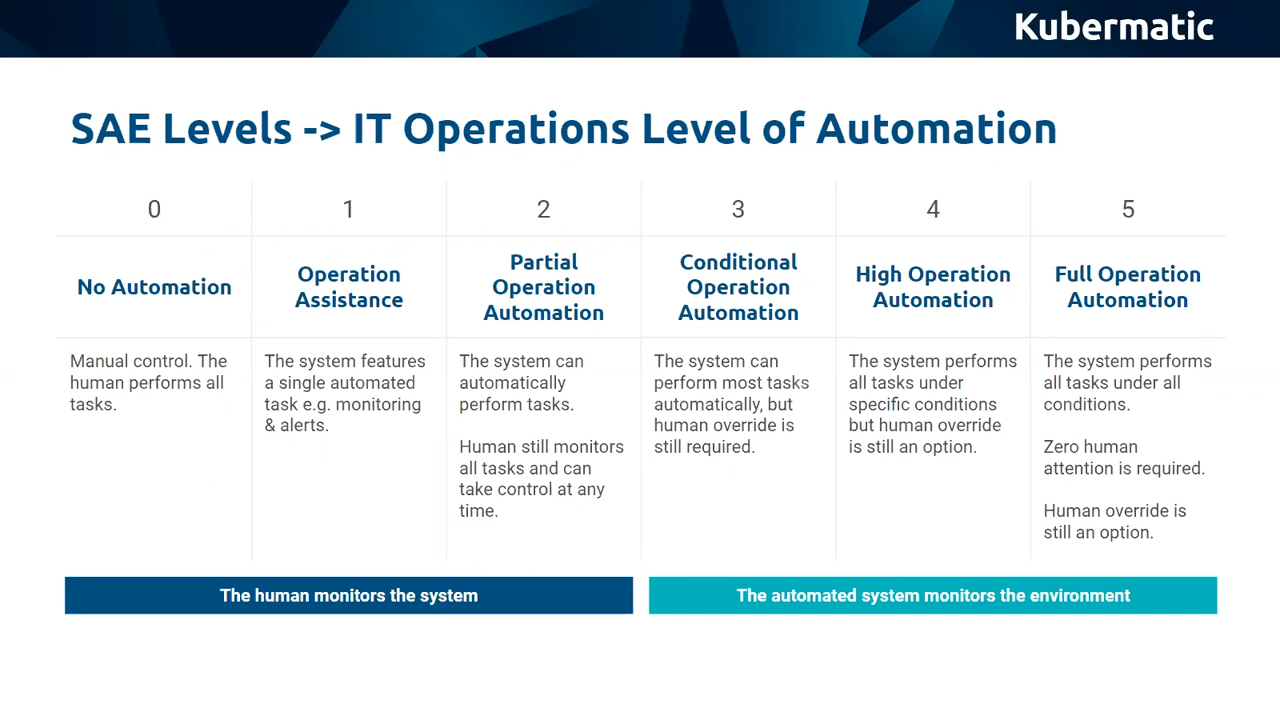 Kubermatic
SAE Levels -> IT Operations Level of Automation
0
1
2
3
4
5
No Automation
Operation
Assistance
Partial
Operation
Automation
Conditional
Operation
Automation
High Operation
Automation
Full Operation
Automation
Manual control. The
human performs all
tasks.
The system features
a single automated
task e.g. monitoring
& alerts.
The system can
automatically
perform tasks.
Human still monitors
all tasks and can
take control at any
time.
The system can
perform most tasks
automatically, but
human override is
still required.
The system performs
all tasks under
specific conditions
but human override
is still an option.
The system performs
all tasks under all
conditions.
Zero human
attention is required.
Human override is
still an option.
The human monitors the system
The automated system monitors the environment